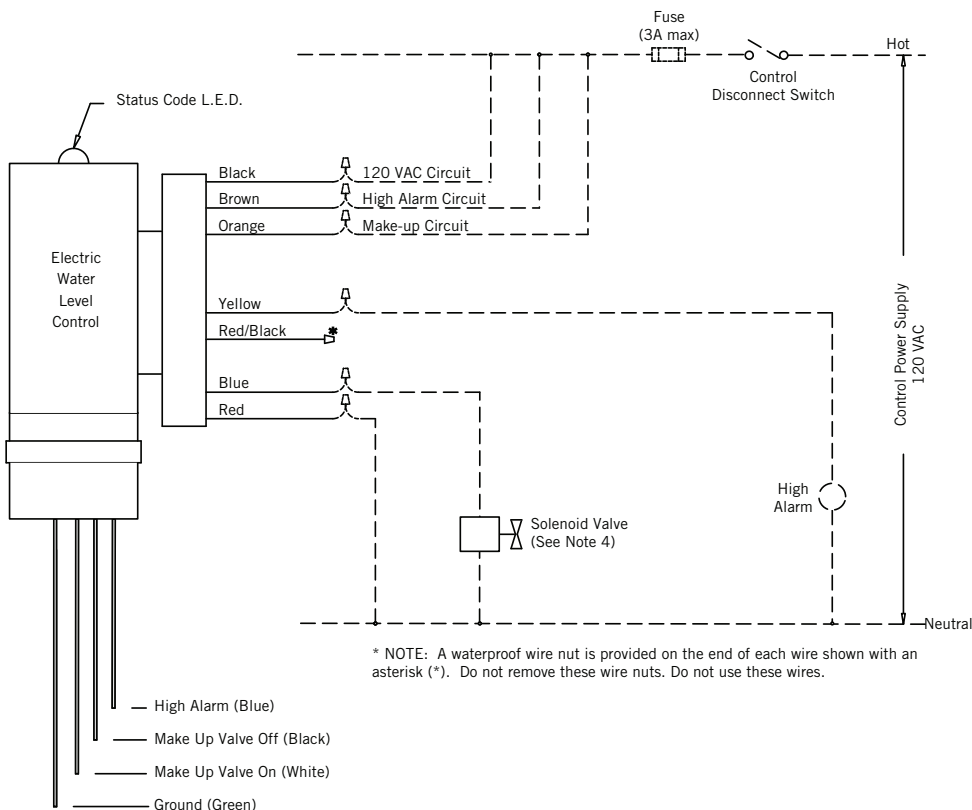 Fuse
(3A max)
Hot
Control
Disconnect Switch
Status Code L.E.D.
Black
120 VAC Circuit
Brown
High Alarm Circuit
Orange
Make-up Circuit
Electric
Water
Level
Control
Yellow
Red/Black
*
Blue
Red
Control Power Supply
120 VAC
High
Alarm
Solenoid Valve
(See Note 4)
Neutral
* NOTE: A waterproof wire nut is provided on the end of each wire shown with an
asterisk (*). Do not remove these wire nuts. Do not use these wires.
High Alarm (Blue)
Make Up Valve Off (Black)
Make Up Valve On (White)
Ground (Green)